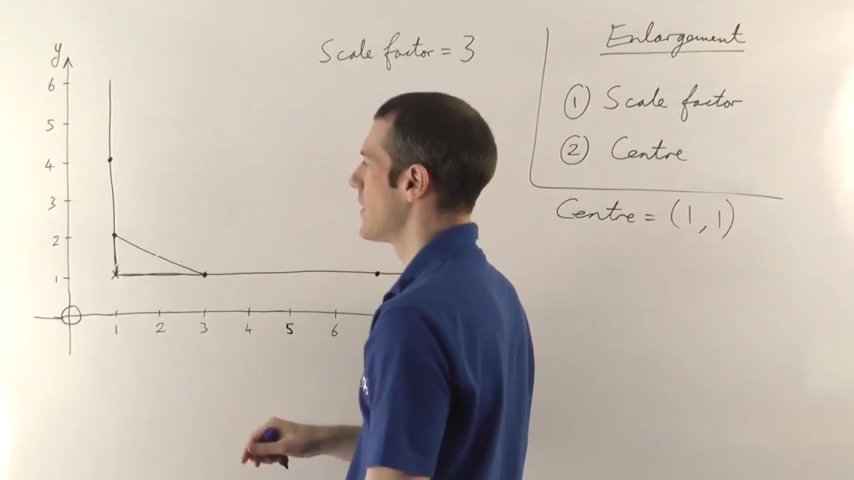 Scale factor = 3
Enlargement
① Scale factor
② Centre
Centre = (1,1)
y
6
5
4
3
2
1
1 2 3 4 5 6